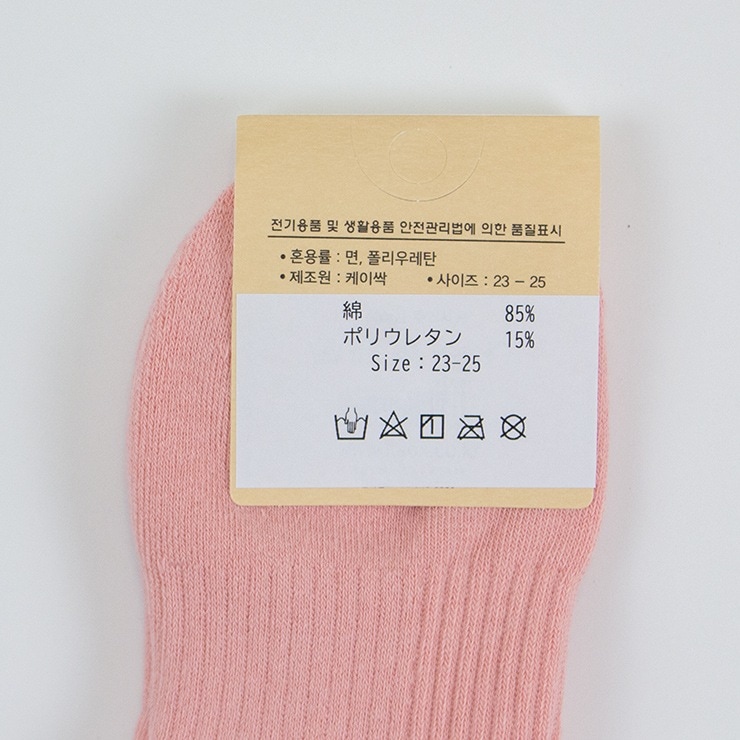 전기용품 및 생활용품 안전관리법에 의한 품질표시
• 혼용률 : 면, 폴리우레탄
• 제조원 : 케이싹 • 사이즈 : 23 - 25
綿 85%
ポリウレタン 15%
Size : 23-25